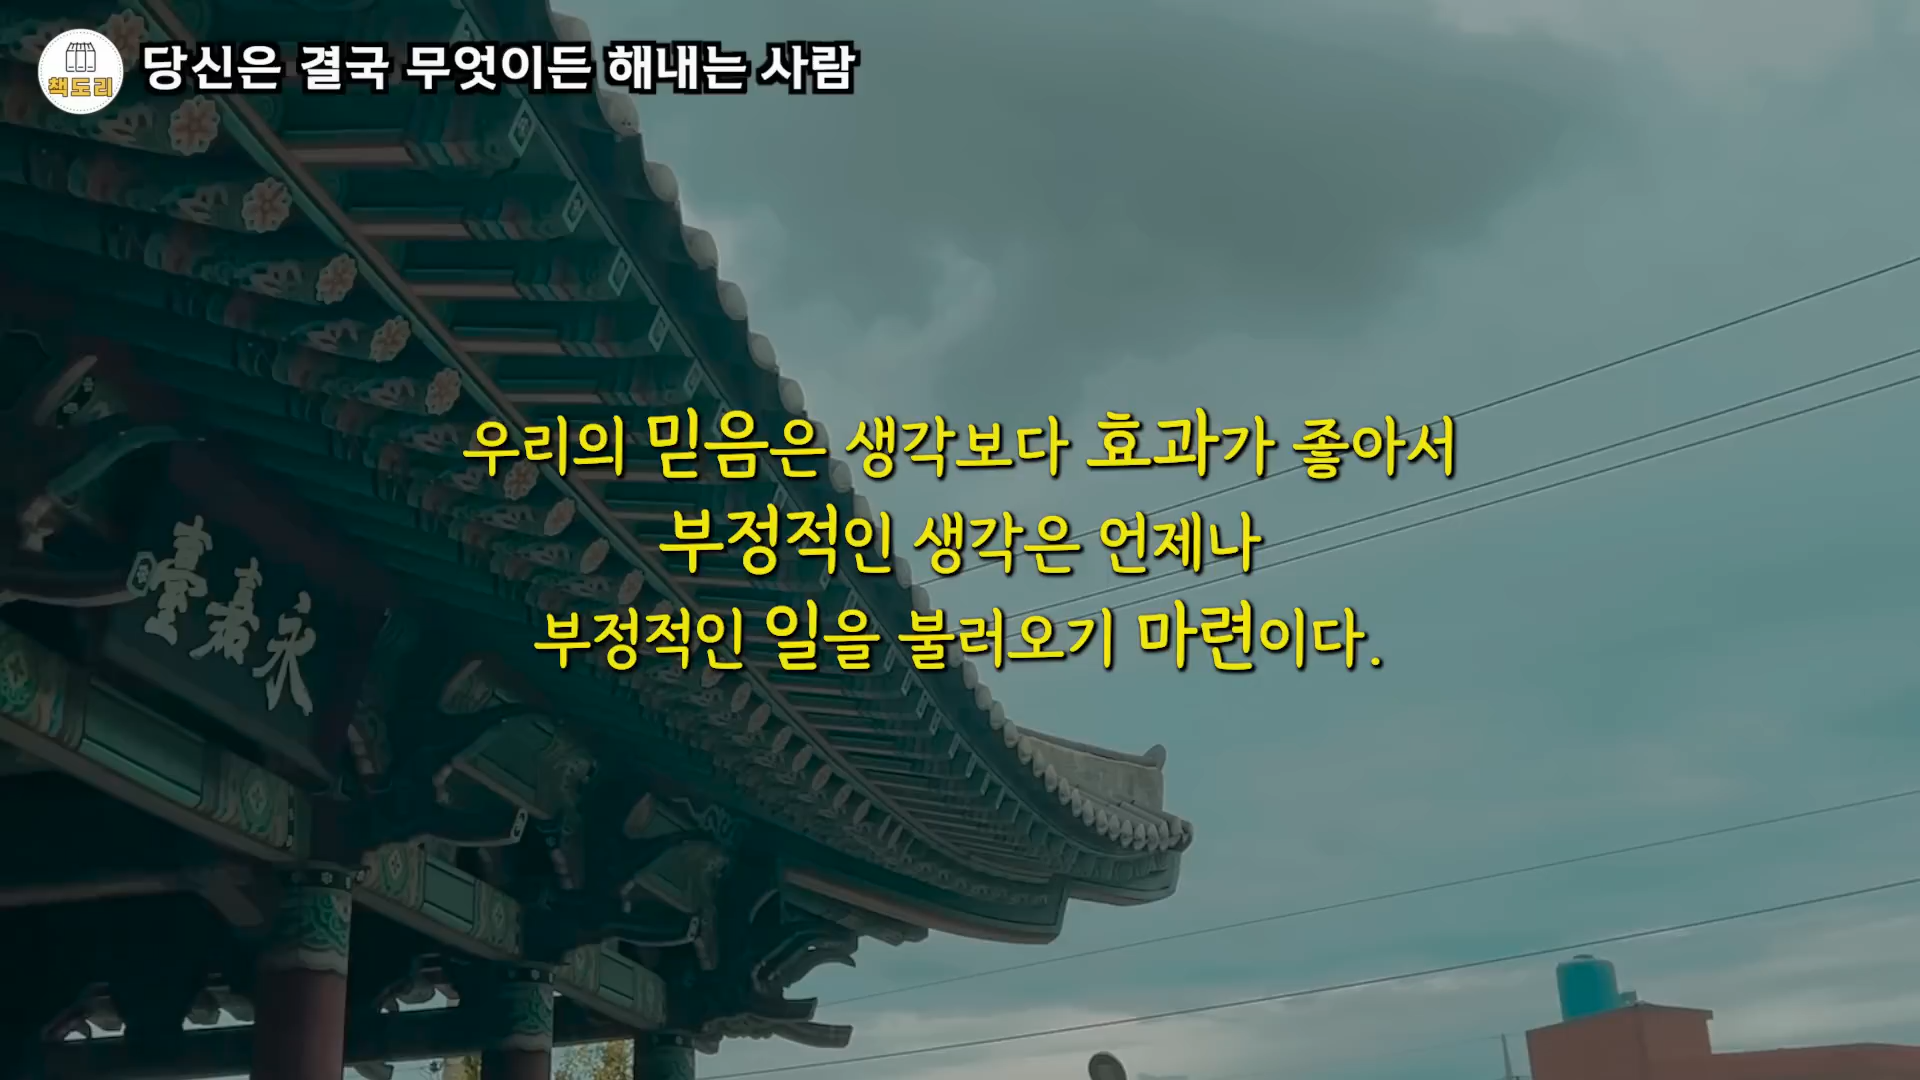 책도리
당신은 결국 무엇이든 해내는 사람
우리의 믿음은 생각보다 효과가 좋아서
부정적인 생각은 언제나
부정적인 일을 불러오기 마련이다.
臺嘉永